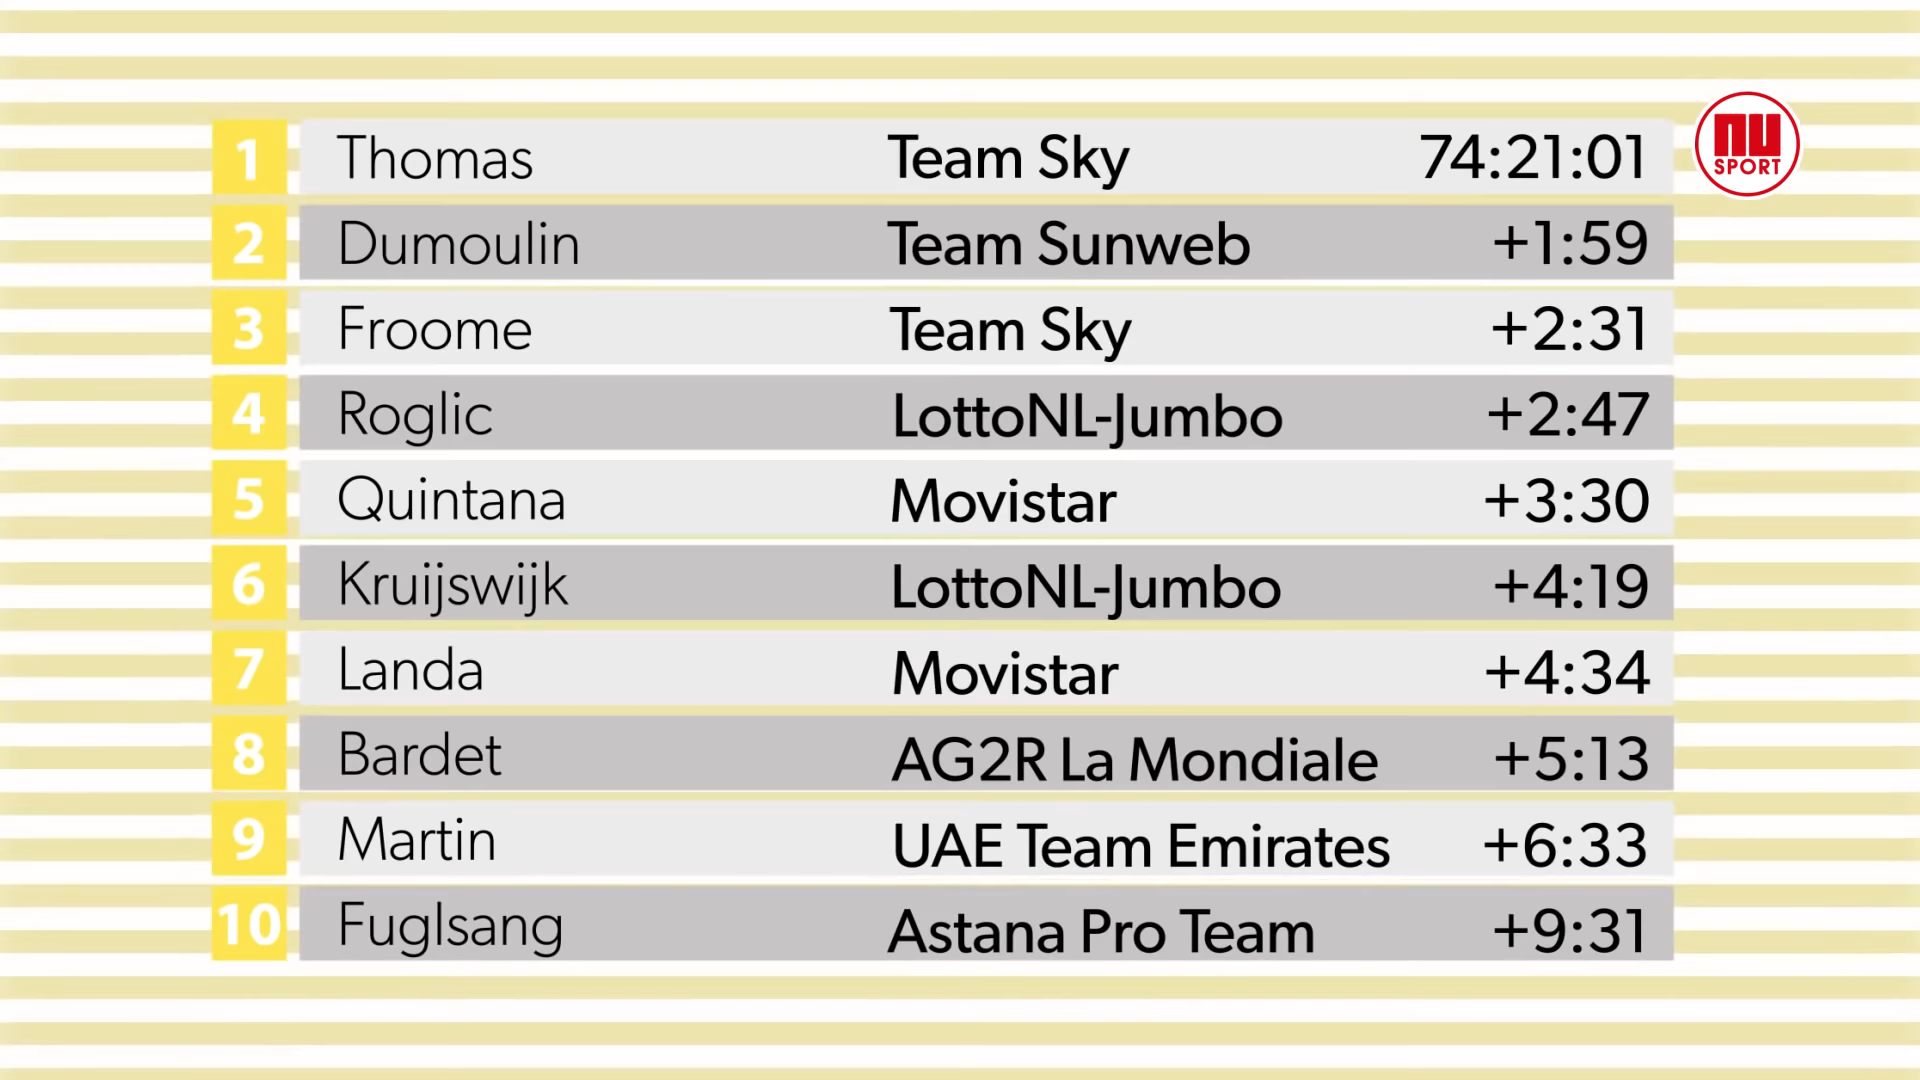 1 Thomas Team Sky 74:21:01
NU
SPORT
2 Dumoulin Team Sunweb +1:59
3 Froome Team Sky +2:31
4 Roglic LottoNL-Jumbo +2:47
5 Quintana Movistar +3:30
6 Kruijswijk LottoNL-Jumbo +4:19
7 Landa Movistar +4:34
8 Bardet AG2R La Mondiale +5:13
9 Martin UAE Team Emirates +6:33
10 Fuglsang Astana Pro Team +9:31